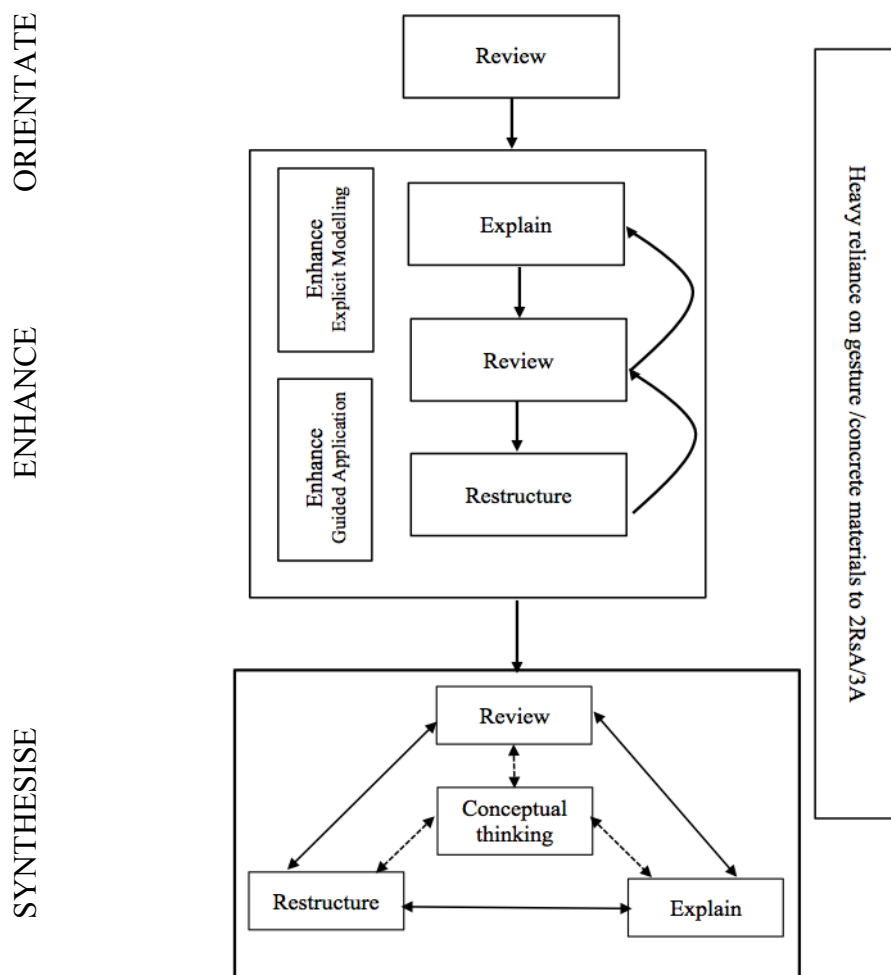 ORIENTATE
Review
Enhance
Explicit Modelling
Explain
ENHANCE
Review
Enhance
Guided Application
Restructure
SYNTHESISE
Review
Conceptual
thinking
Restructure
Explain
Heavy reliance on gesture /concrete materials to 2RsA/3A